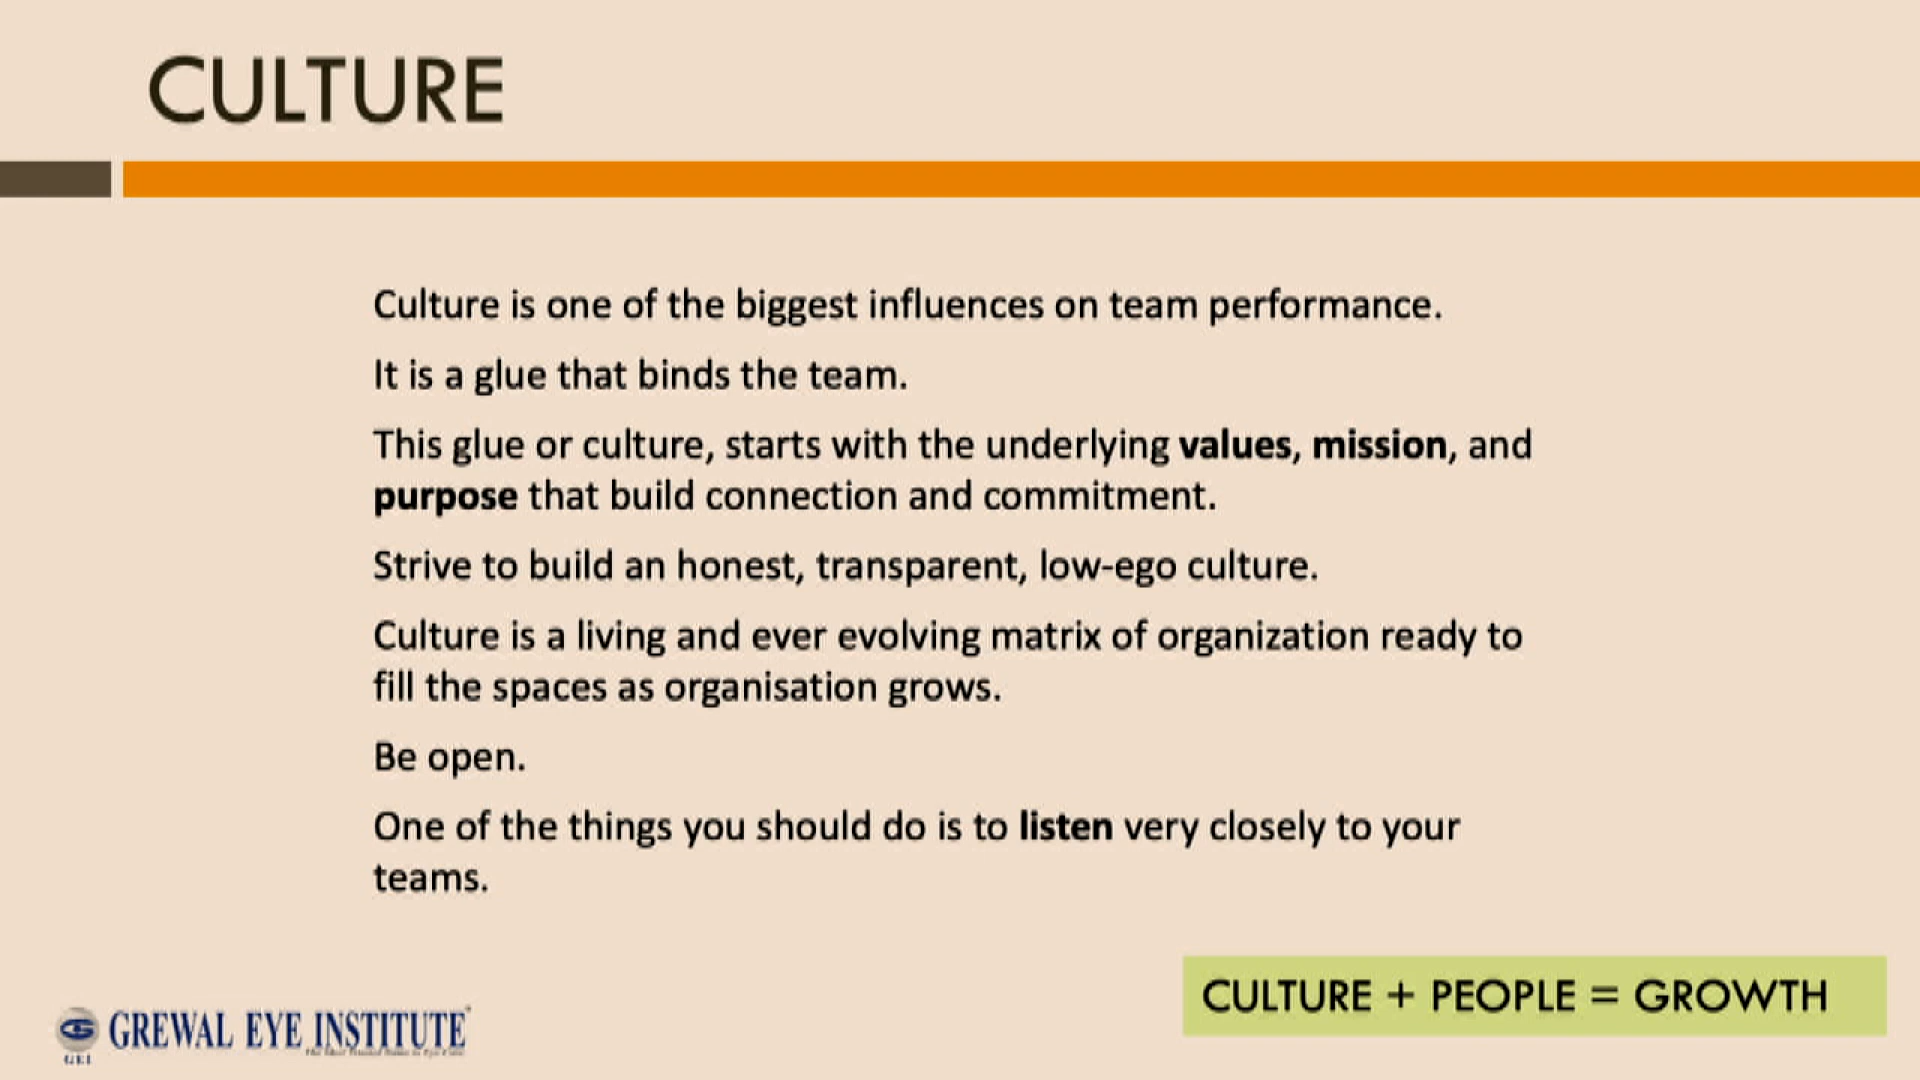 CULTURE
Culture is one of the biggest influences on team performance.
It is a glue that binds the team.
This glue or culture, starts with the underlying values, mission, and
purpose that build connection and commitment.
Strive to build an honest, transparent, low-ego culture.
Culture is a living and ever evolving matrix of organization ready to
fill the spaces as organisation grows.
Be open.
One of the things you should do is to listen very closely to your
teams.
CULTURE + PEOPLE = GROWTH
GREWAL EYE INSTITUTE
GEI